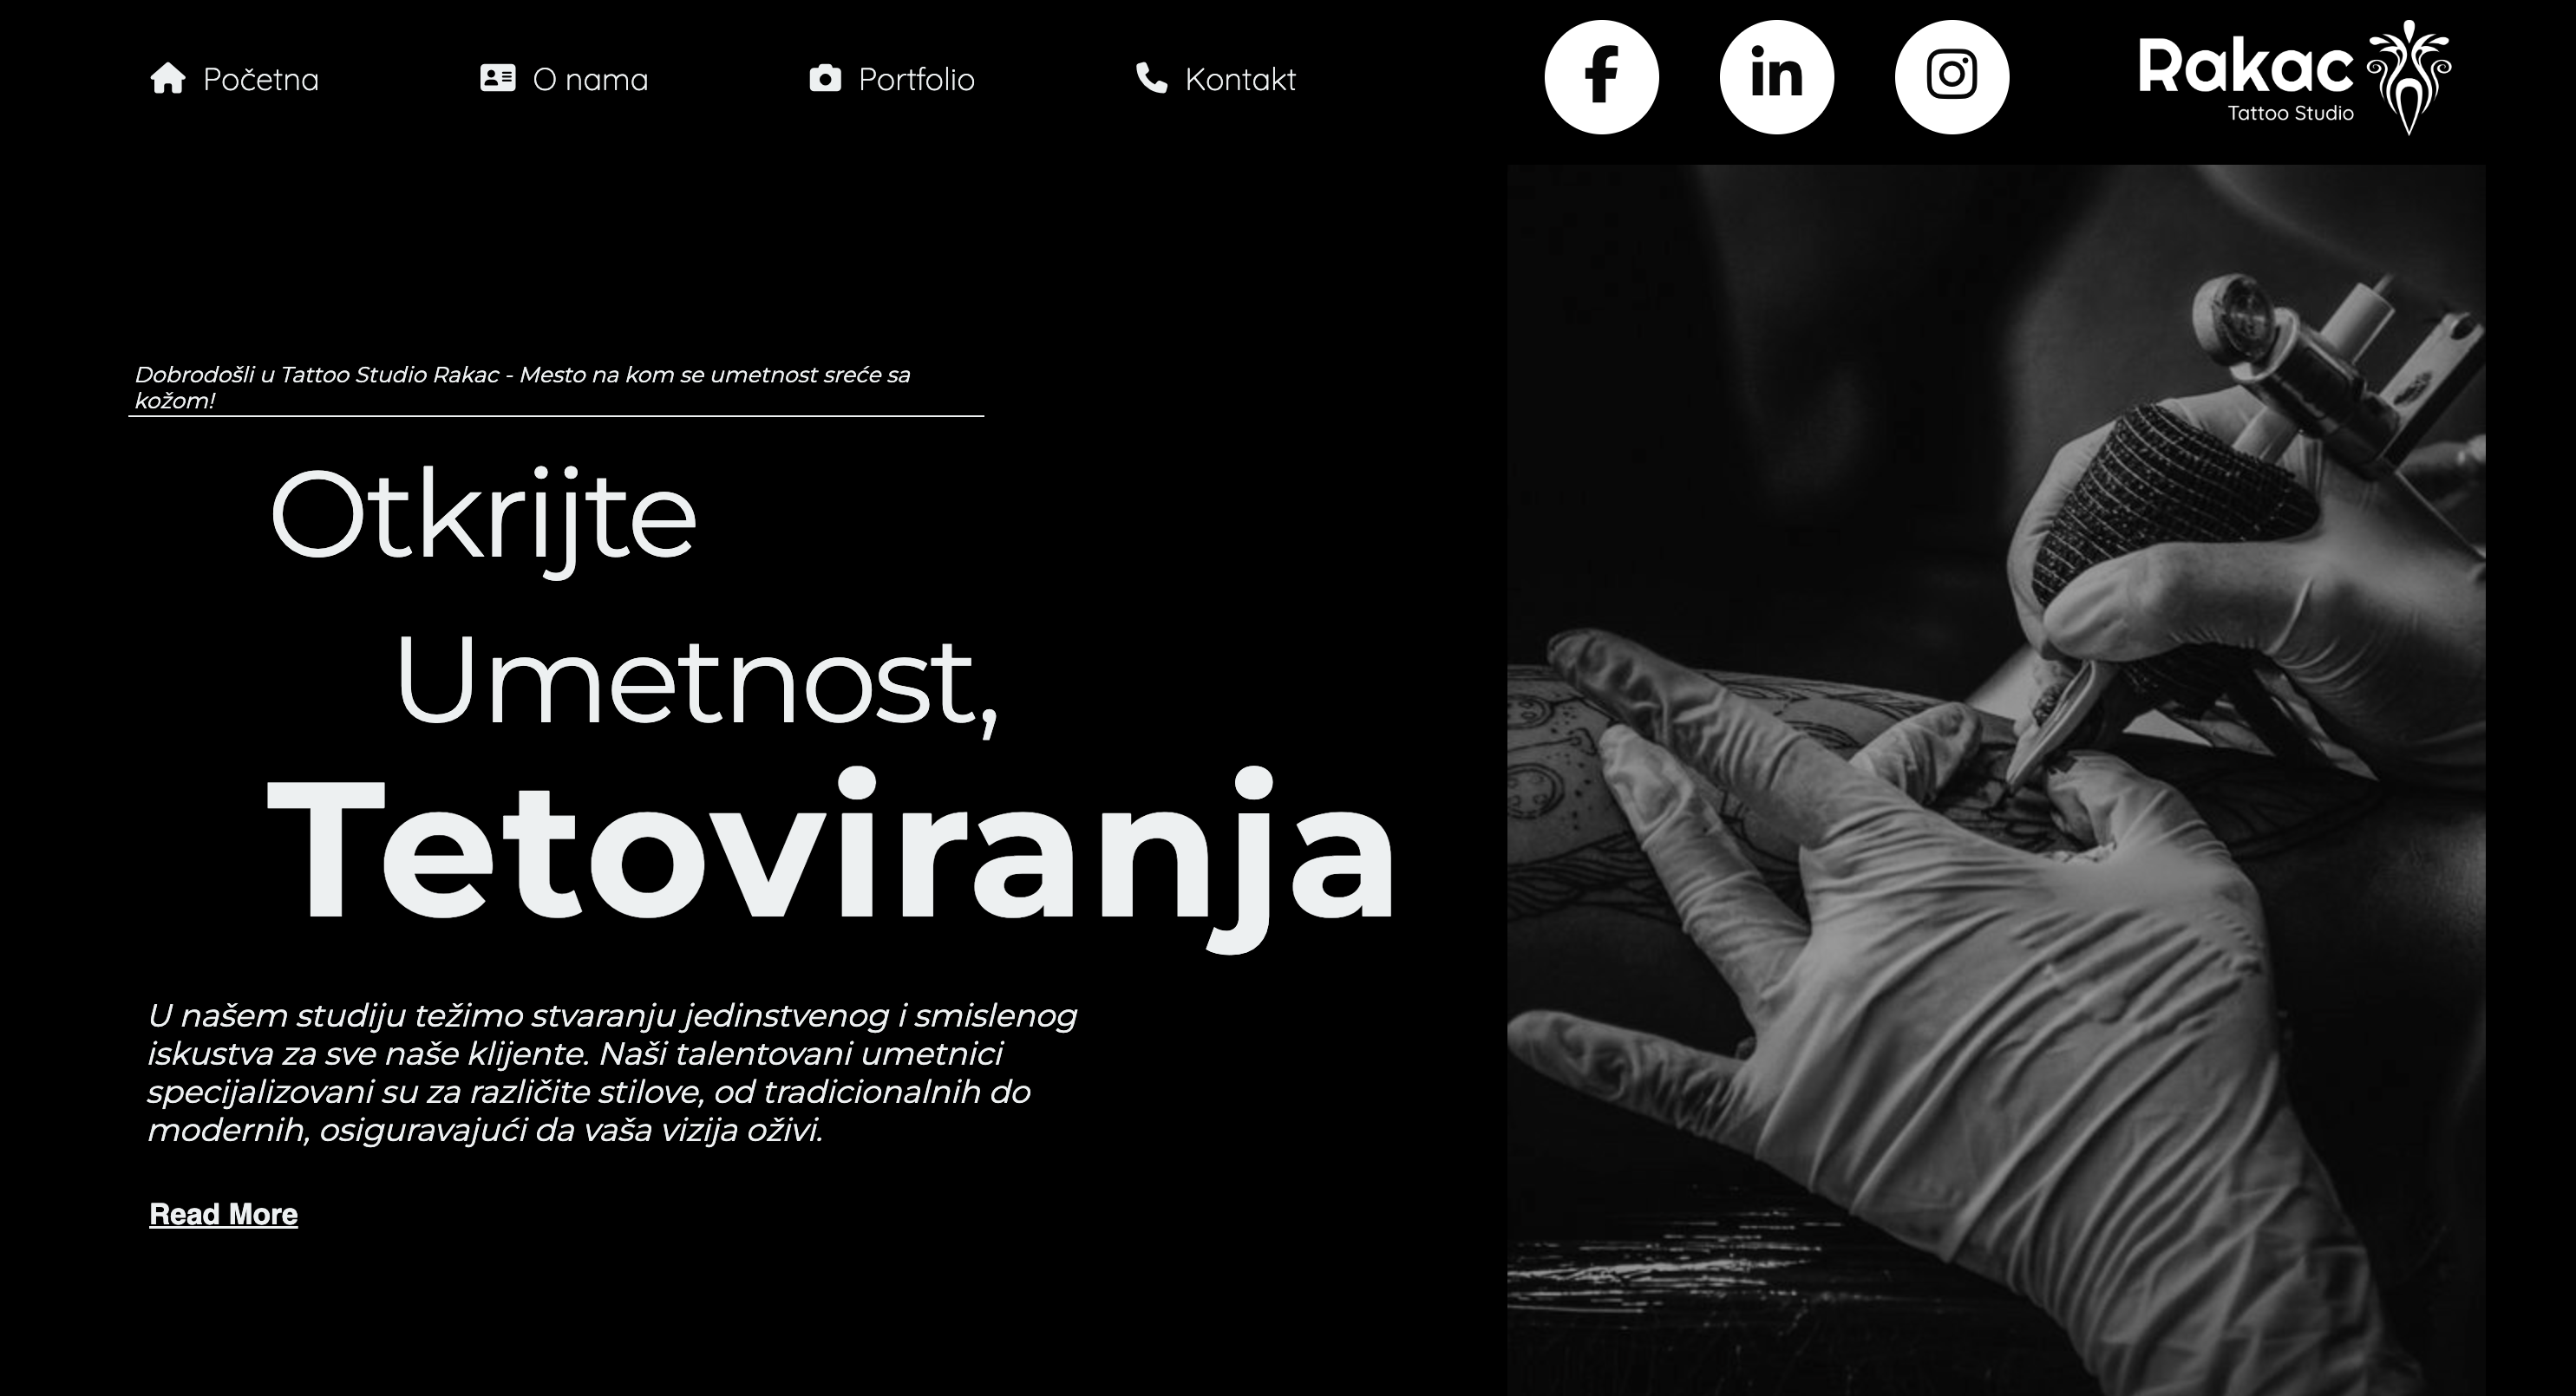 Početna
O nama
Portfolio
Kontakt
Rakac
Tattoo Studio
Dobrodošli u Tattoo Studio Rakac - Mesto na kom se umetnost sreće sa
kožom!
Otkrijte
Umetnost,
Tetoviranja
U našem studiju težimo stvaranju jedinstvenog i smislenog
iskustva za sve naše klijente. Naši talentovani umetnici
specijalizovani su za različite stilove, od tradicionalnih do
modernih, osiguravajući da vaša vizija oživi.
Read More